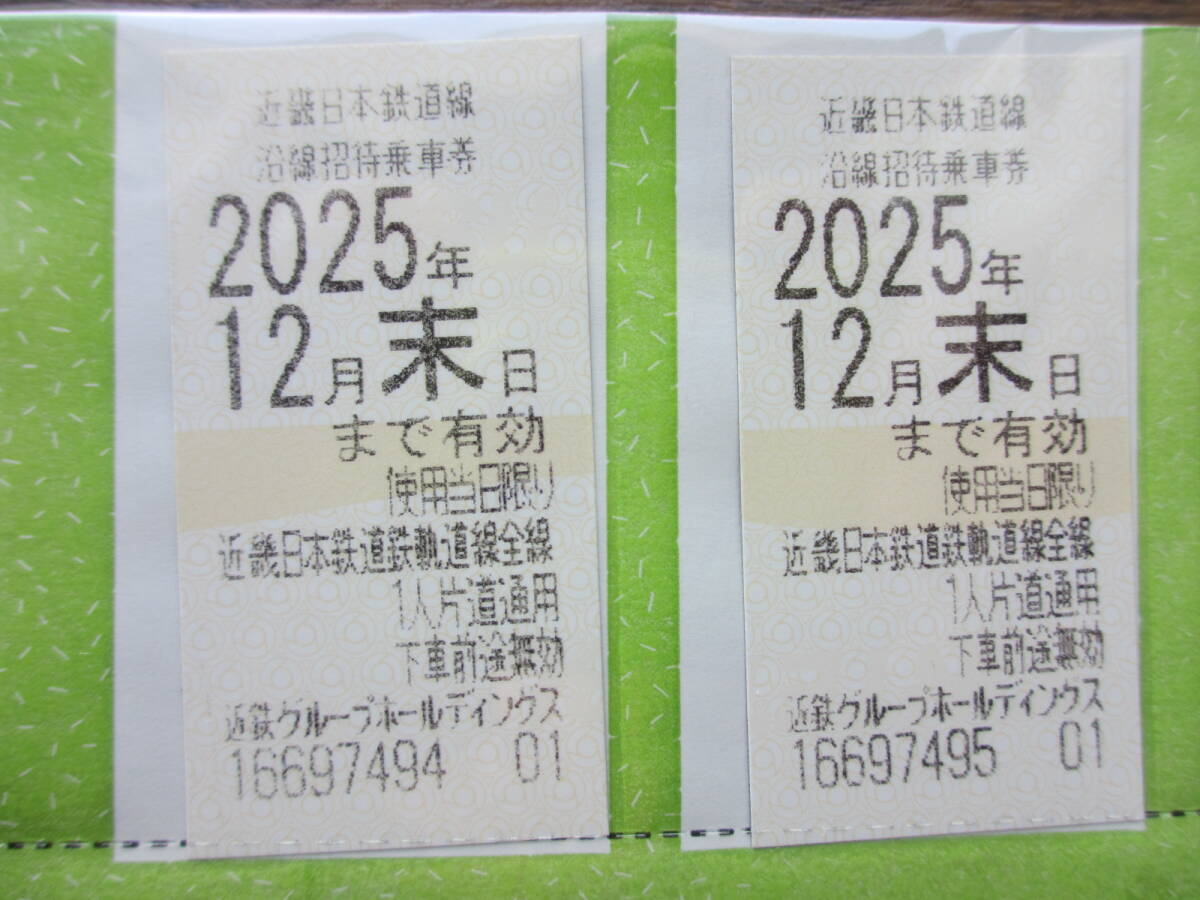 近畿日本鉄道線
沿線招待乗車券
2025年
12月末日
まで有効
使用当日限り
近畿日本鉄道鉄軌道線全線
1人片道通用
下車前途無効
近鉄グループホールディングス
16697494 01
近畿日本鉄道線
沿線招待乗車券
2025年
12月末日
まで有効
使用当日限り
近畿日本鉄道鉄軌道線全線
1人片道通用
下車前途無効
近鉄グループホールディングス
16697495 01